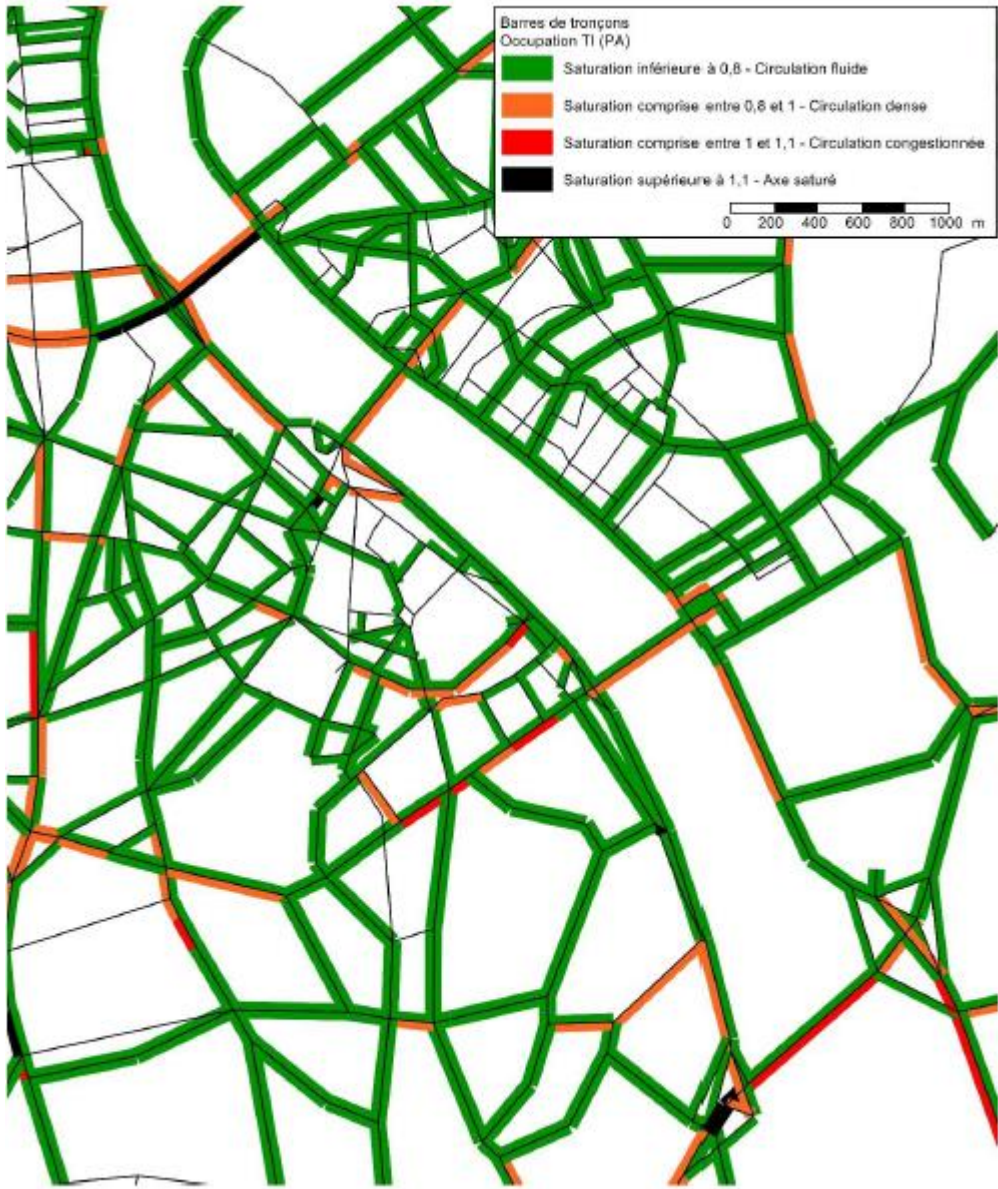 Barres de tronçons
Occupation TI (PA)
Saturation inférieure à 0,8 - Circulation fluide
Saturation comprise entre 0,8 et 1 - Circulation dense
Saturation comprise entre 1 et 1,1 - Circulation congestionnée
Saturation supérieure à 1,1 - Axe saturé
0 200 400 600 800 1000 m